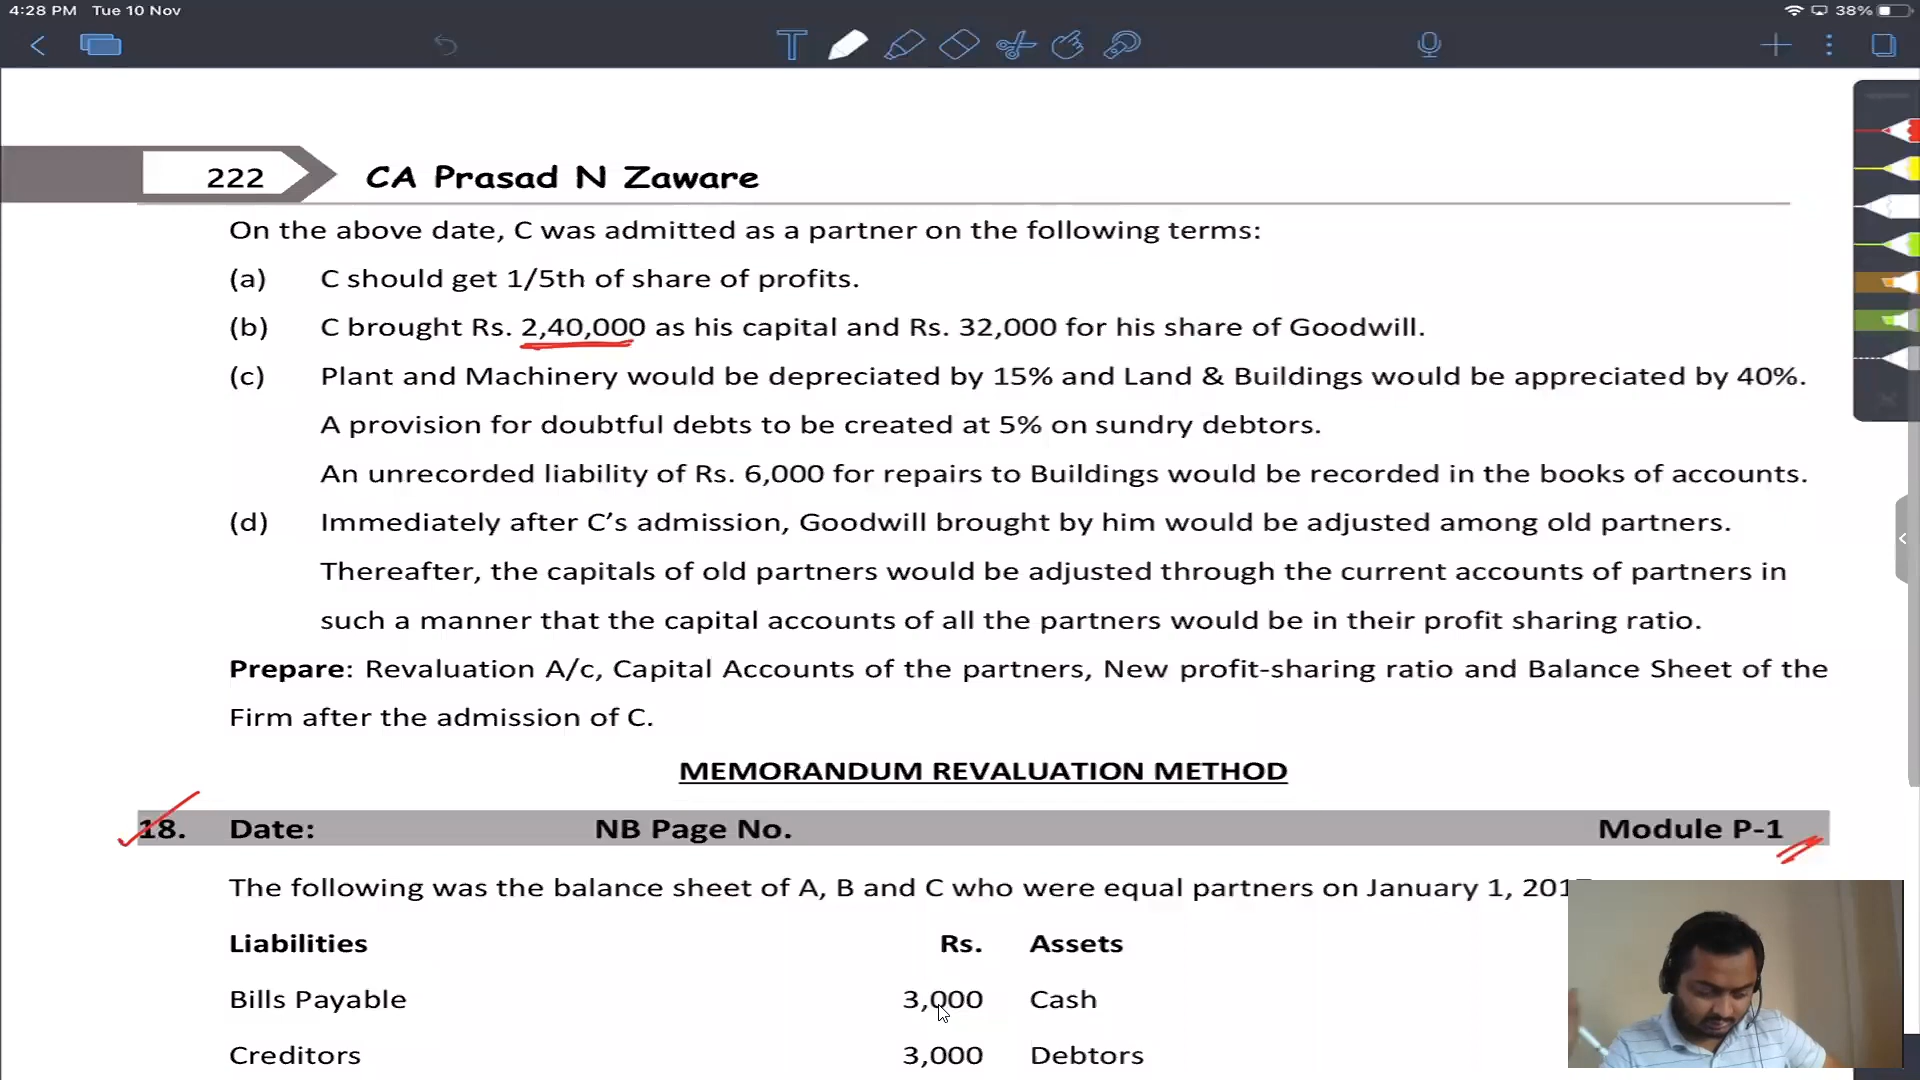 4:28 PM Tue 10 Nov
38%
222 CA Prasad N Zaware
On the above date, C was admitted as a partner on the following terms:
(a) C should get 1/5th of share of profits.
(b) C brought Rs. 2,40,000 as his capital and Rs. 32,000 for his share of Goodwill.
(c) Plant and Machinery would be depreciated by 15% and Land & Buildings would be appreciated by 40%.
A provision for doubtful debts to be created at 5% on sundry debtors.
An unrecorded liability of Rs. 6,000 for repairs to Buildings would be recorded in the books of accounts.
(d) Immediately after C’s admission, Goodwill brought by him would be adjusted among old partners.
Thereafter, the capitals of old partners would be adjusted through the current accounts of partners in
such a manner that the capital accounts of all the partners would be in their profit sharing ratio.
Prepare: Revaluation A/c, Capital Accounts of the partners, New profit-sharing ratio and Balance Sheet of the
Firm after the admission of C.
MEMORANDUM REVALUATION METHOD
18. Date: NB Page No. Module P-1
The following was the balance sheet of A, B and C who were equal partners on January 1,
Liabilities Rs. Assets
Bills Payable 3,000 Cash
Creditors 3,000 Debtors